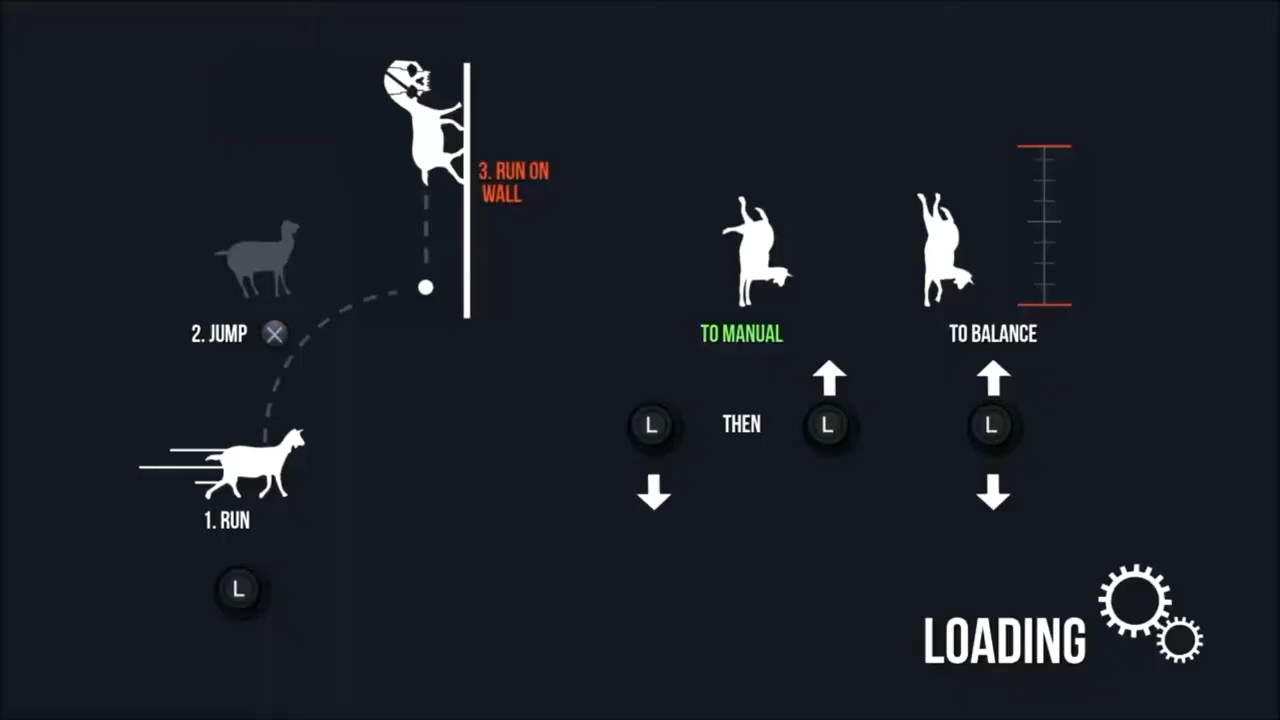 3. RUN ON
WALL
2. JUMP
TO MANUAL
TO BALANCE
L
THEN
L
L
1. RUN
L
LOADING